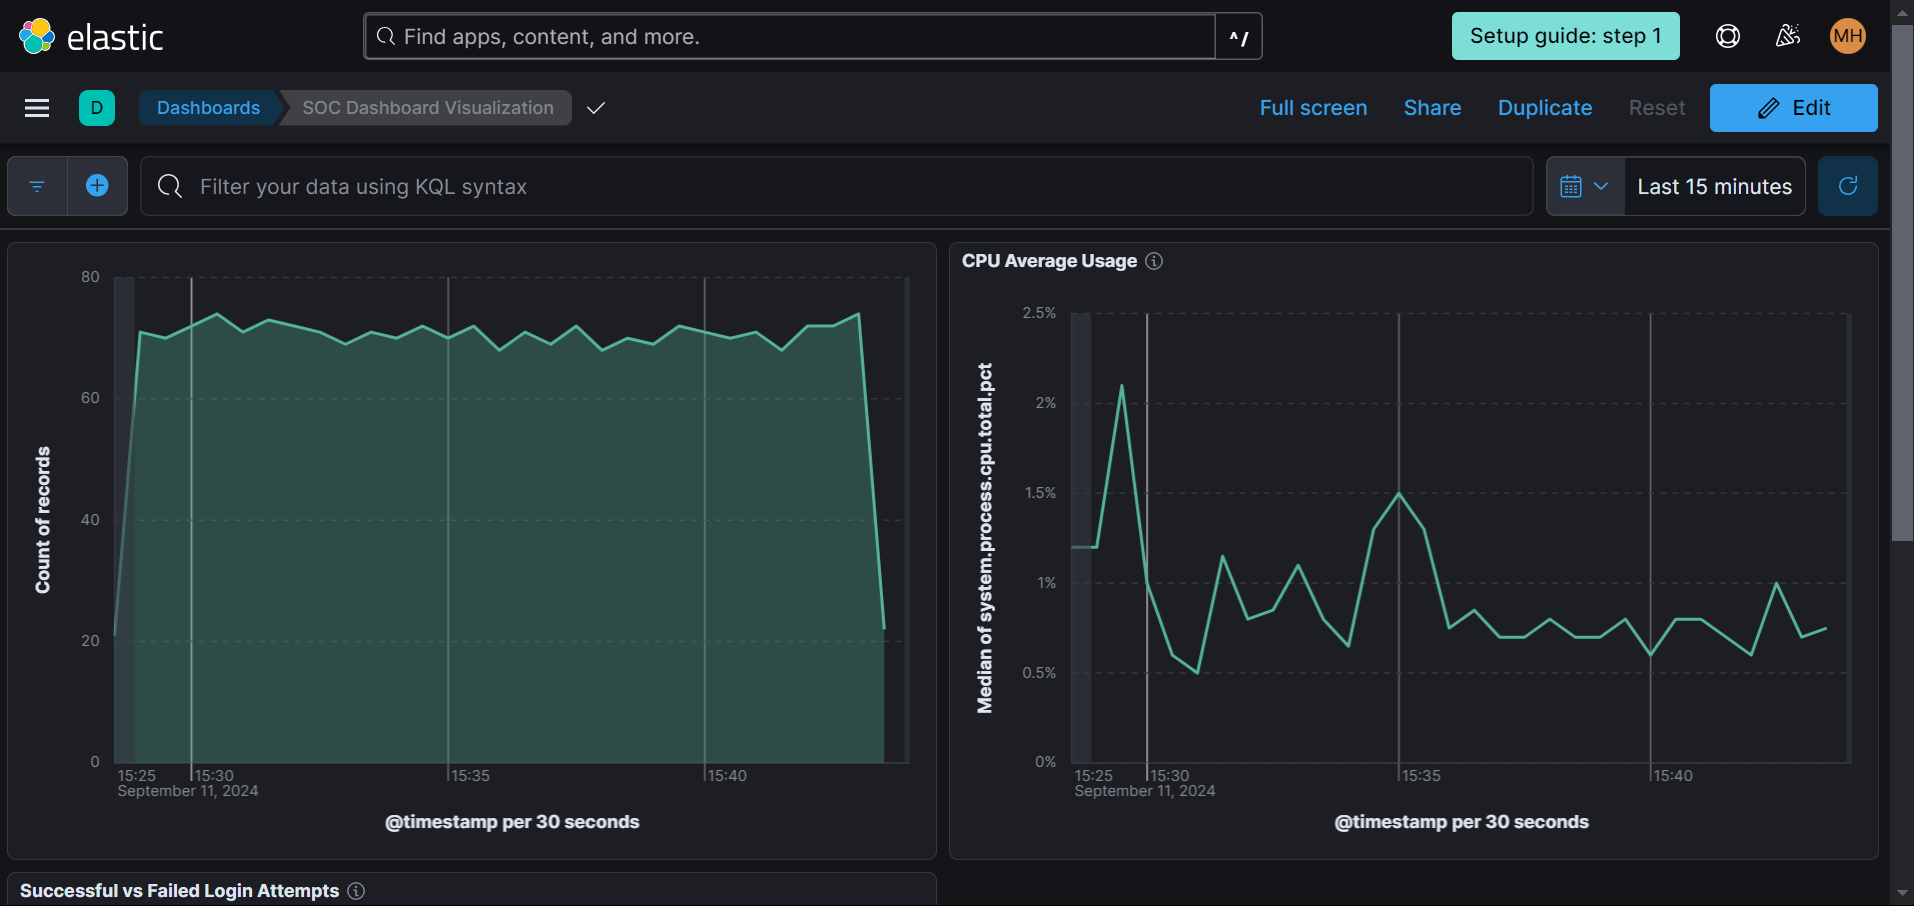 elastic
Find apps, content, and more.
^/
Setup guide: step 1
MH
D
Dashboards
SOC Dashboard Visualization
Full screen
Share
Duplicate
Reset
Edit
Filter your data using KQL syntax
Last 15 minutes
80
60
40
20
0
Count of records
15:25
15:30
15:35
15:40
September 11, 2024
@timestamp per 30 seconds
CPU Average Usage
2.5%
2%
1.5%
1%
0.5%
0%
Median of system.process.cpu.total.pct
15:25
15:30
15:35
15:40
September 11, 2024
@timestamp per 30 seconds
Successful vs Failed Login Attempts